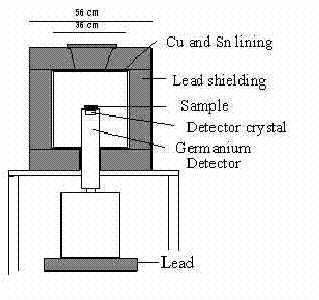 56 cm
36 cm
Cu and Sn lining
Lead shielding
Sample
Detector crystal
Germanium
Detector
Lead